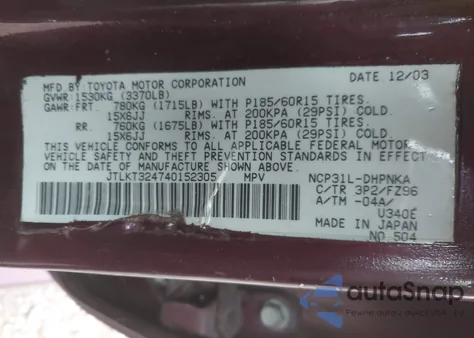 MFD BY: TOYOTA MOTOR CORPORATION DATE 12/03
GVWR: 1530KG (3370LB)
GAWR: FRT. 780KG (1715LB) WITH P185/60R15 TIRES.
15X6JJ RIMS. AT 200KPA (29PSI) COLD.
RR. 760KG (1675LB) WITH P185/60R15 TIRES.
15X6JJ RIMS. AT 200KPA (29PSI) COLD.
THIS VEHICLE CONFORMS TO ALL APPLICABLE FEDERAL MOTOR
VEHICLE SAFETY AND THEFT PREVENTION STANDARDS IN EFFECT
ON THE DATE OF MANUFACTURE SHOWN ABOVE.
JTLKT324740152305 MPV NCP31L-DHPNKA
C/TR 3P2/FZ96
A/TM -04A/
U340E
MADE IN JAPAN
NO 504
autoSnap